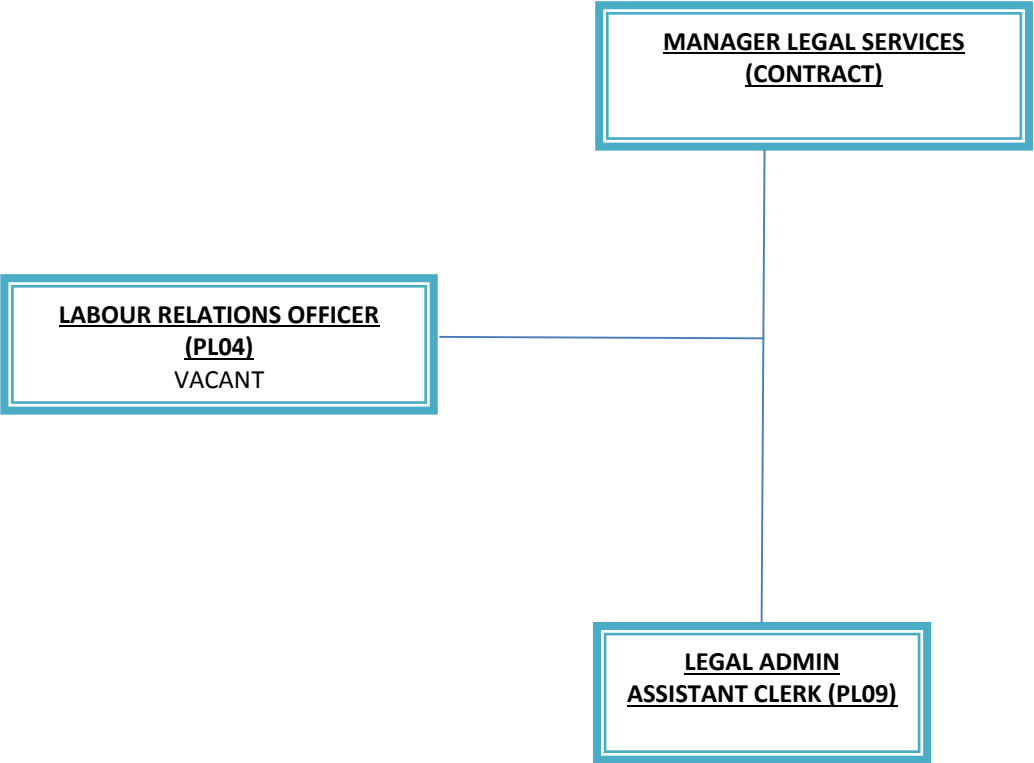 MANAGER LEGAL SERVICES
(CONTRACT)
LABOUR RELATIONS OFFICER
(PL04)
VACANT
LEGAL ADMIN
ASSISTANT CLERK (PL09)